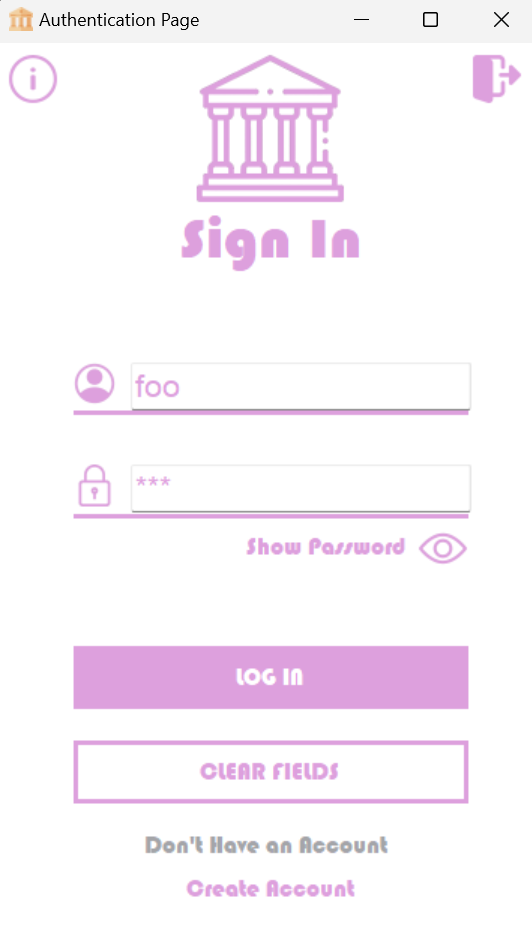 Authentication Page
Sign In
foo
***
Show Password
LOG IN
CLEAR FIELDS
Don't Have an Account
Create Account